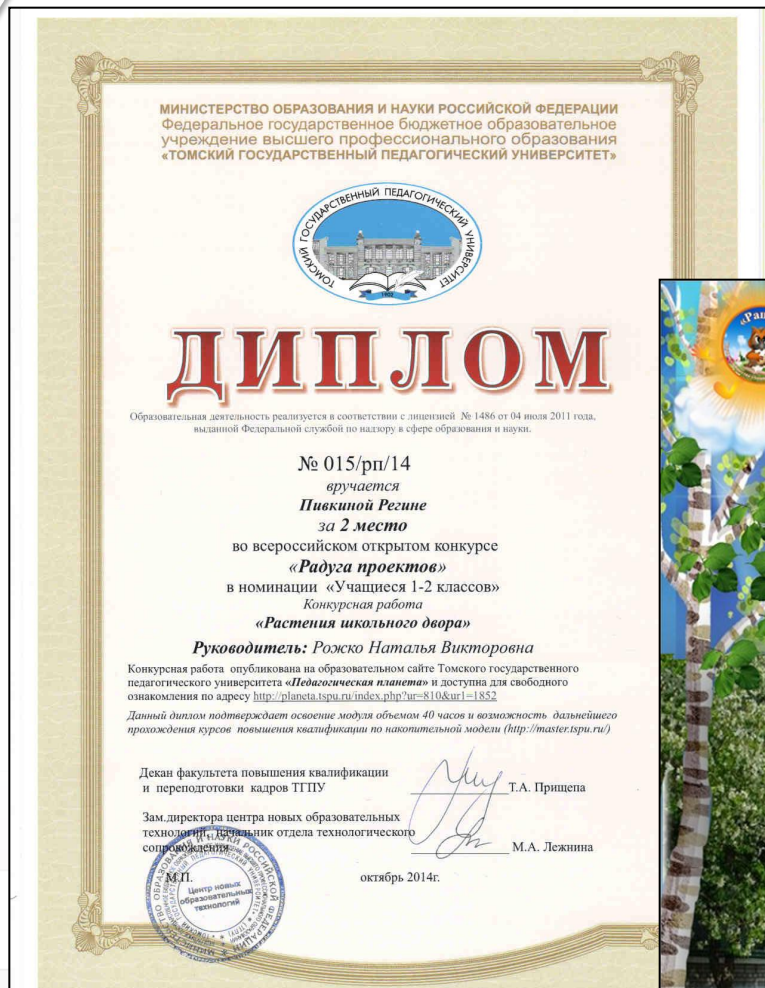 МИНИСТЕРСТВО ОБРАЗОВАНИЯ И НАУКИ РОССИЙСКОЙ ФЕДЕРАЦИИ
Федеральное государственное бюджетное образовательное
учреждение высшего профессионального образования
«ТОМСКИЙ ГОСУДАРСТВЕННЫЙ ПЕДАГОГИЧЕСКИЙ УНИВЕРСИТЕТ»
ТОМСКИЙ ГОСУДАРСТВЕННЫЙ ПЕДАГОГИЧЕСКИЙ УНИВЕРСИТЕТ
1902
ДИПЛОМ
Образовательная деятельность реализуется в соответствии с лицензией № 1486 от 04 июля 2011 года,
выданной Федеральной службой по надзору в сфере образования и науки.
№ 015/рп/14
вручается
Пивкиной Регине
за 2 место
во всероссийском открытом конкурсе
«Радуга проектов»
в номинации «Учащиеся 1-2 классов»
Конкурсная работа
«Растения школьного двора»
Руководитель: Рожко Наталья Викторовна
Конкурсная работа опубликована на образовательном сайте Томского государственного
педагогического университета «Педагогическая планета» и доступна для свободного
ознакомления по адресу http://planeta.tspu.ru/index.php?ur=810&ur1=1852
Данный диплом подтверждает освоение модуля объемом 40 часов и возможность дальнейшего
прохождения курсов повышения квалификации по накопительной модели (http://master.tspu.ru/)
Декан факультета повышения квалификации
и переподготовки кадров ТГПУ Т.А. Прищепа
Зам.директора центра новых образовательных
технологий, начальник отдела технологического
сопровождения М.А. Лежнина
М.П. октябрь 2014г.
Центр новых
образовательных
технологий